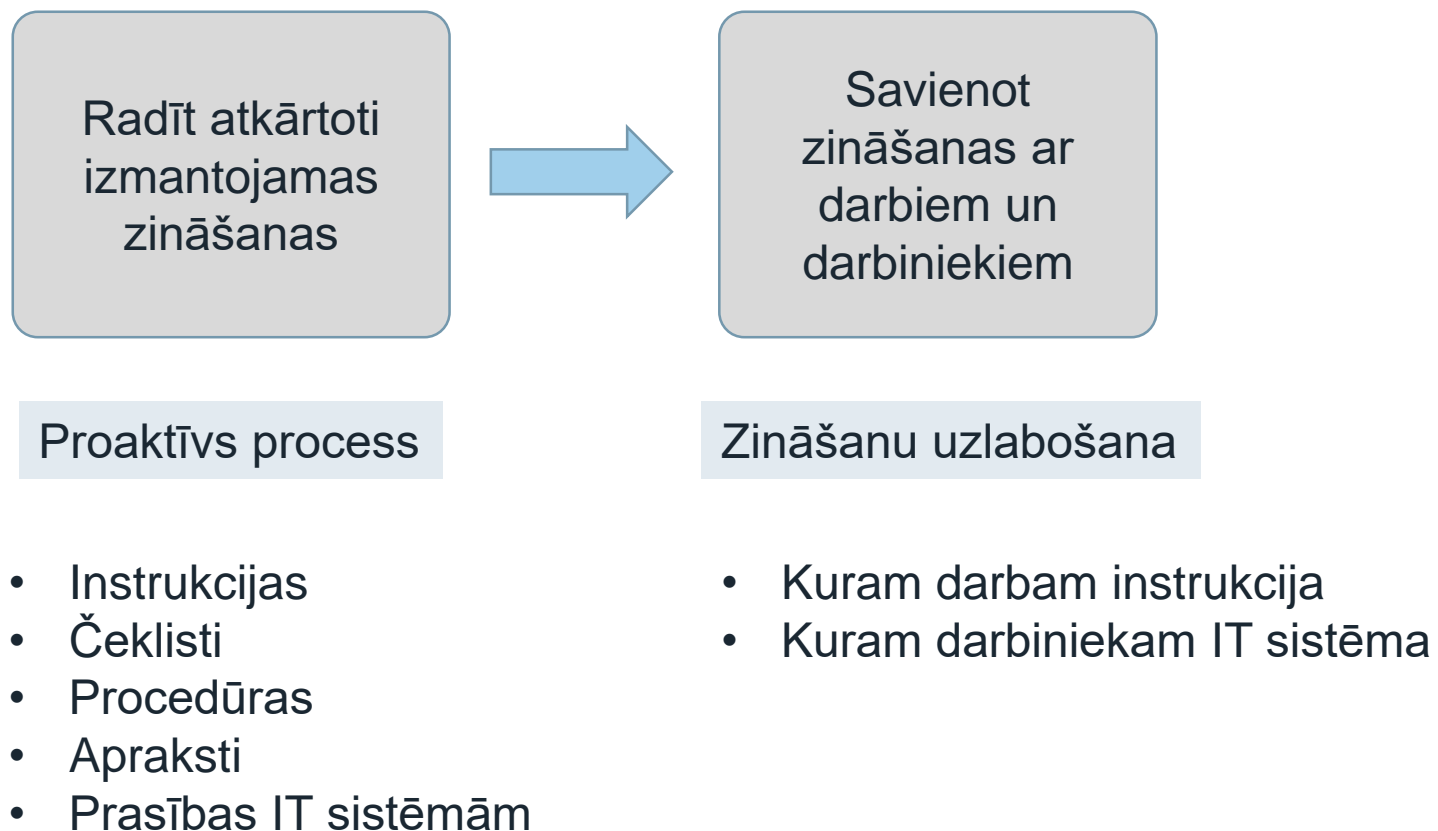 Radīt atkārtoti
izmantojamas
zināšanas
Savienot
zināšanas ar
darbiem un
darbiniekiem
Proaktīvs process
Zināšanu uzlabošana
• Instrukcijas
• Čeklisti
• Procedūras
• Apraksti
• Prasības IT sistēmām
• Kuram darbam instrukcija
• Kuram darbiniekam IT sistēma